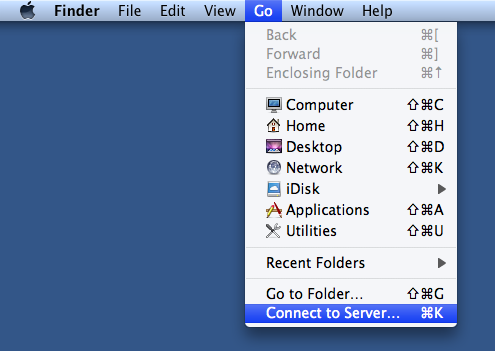 Finder File Edit View Go Window Help
Back ⌘[
Forward ⌘]
Enclosing Folder ⌘↑
Computer ⇧⌘C
Home ⇧⌘H
Desktop ⇧⌘D
Network ⇧⌘K
iDisk
Applications ⇧⌘A
Utilities ⇧⌘U
Recent Folders
Go to Folder... ⇧⌘G
Connect to Server... ⌘K